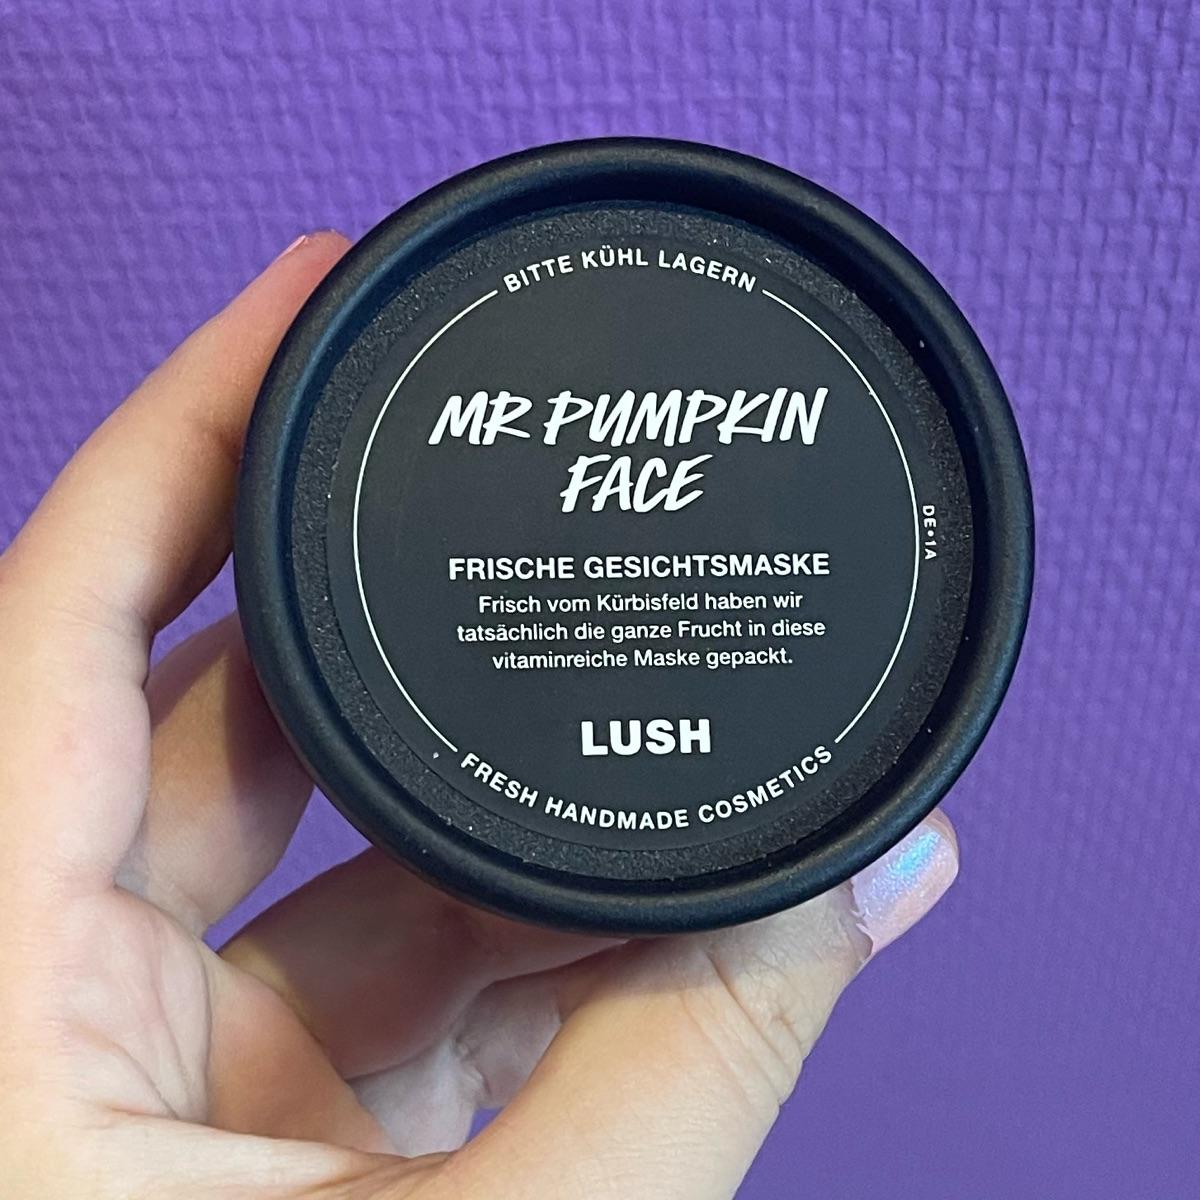 BITTE KÜHL LAGERN
MR PUMPKIN
FACE
FRISCHE GESICHTSMASKE
Frisch vom Kürbisfeld haben wir
tatsächlich die ganze Frucht in diese
vitaminreiche Maske gepackt.
LUSH
FRESH HANDMADE COSMETICS
DE•1A